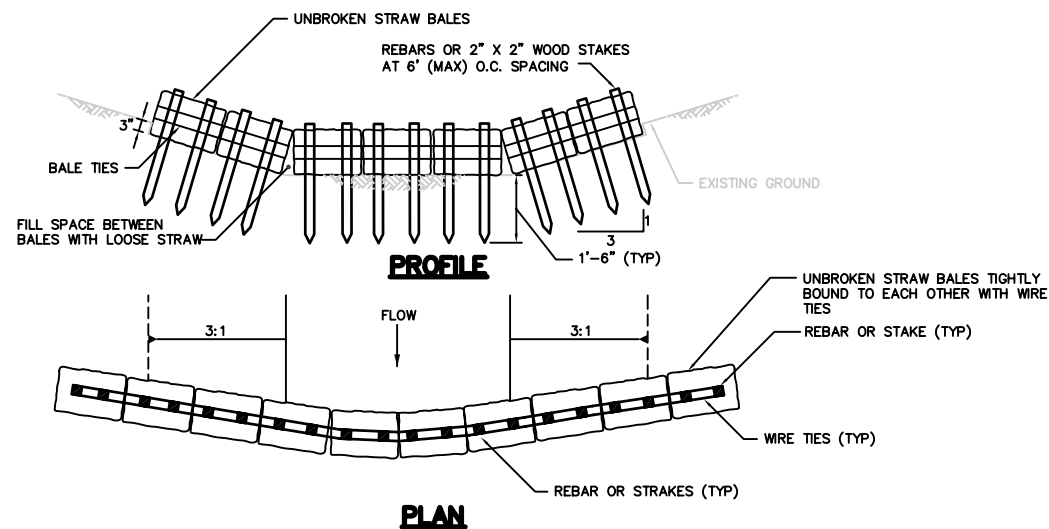 UNBROKEN STRAW BALES
REBARS OR 2" X 2" WOOD STAKES
AT 6' (MAX) O.C. SPACING
3"
BALE TIES
EXISTING GROUND
FILL SPACE BETWEEN
BALES WITH LOOSE STRAW
1
3
1'-6" (TYP)
PROFILE
UNBROKEN STRAW BALES TIGHTLY
BOUND TO EACH OTHER WITH WIRE
TIES
FLOW
3:1
3:1
REBAR OR STAKE (TYP)
WIRE TIES (TYP)
REBAR OR STRAKES (TYP)
PLAN